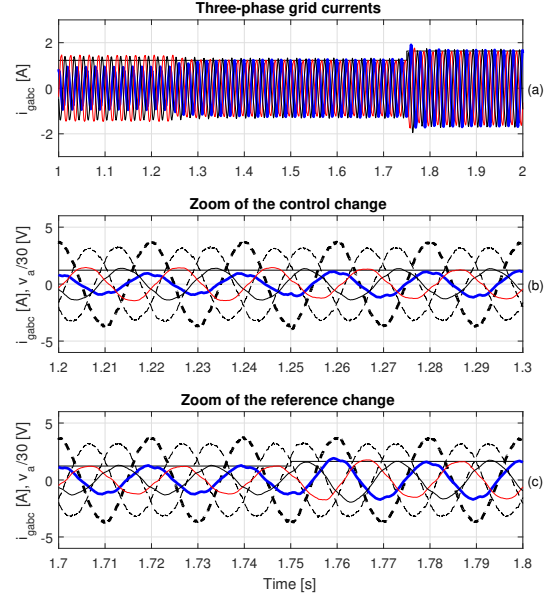 Three-phase grid currents
i_gabc [A]
2
0
-2
(a)
1 1.1 1.2 1.3 1.4 1.5 1.6 1.7 1.8 1.9 2
Zoom of the control change
i_gabc [A], v_a/30 [V]
5
0
-5
(b)
1.2 1.21 1.22 1.23 1.24 1.25 1.26 1.27 1.28 1.29 1.3
Zoom of the reference change
i_gabc [A], v_a/30 [V]
5
0
-5
(c)
1.7 1.71 1.72 1.73 1.74 1.75 1.76 1.77 1.78 1.79 1.8
Time [s]